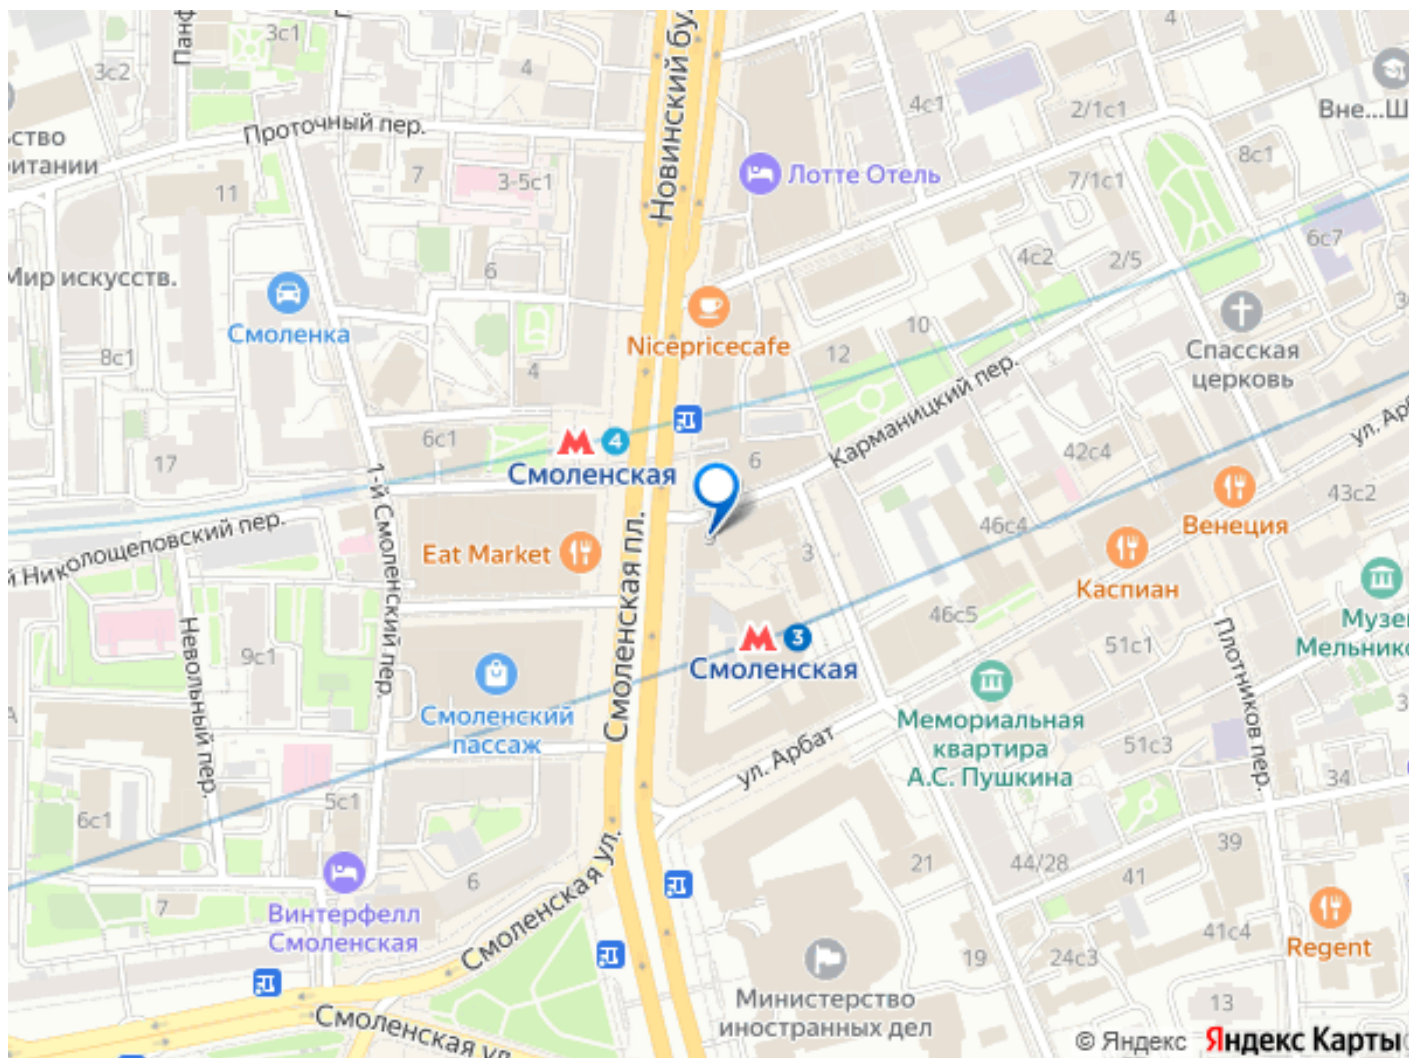 3с1
4
4
3с2
4с1
2/1с1
Вне...Ш
Проточный пер.
ство
итании
Новинский бул
8с1
7
3-5с1
11
Лотте Отель
7/1с1
6с7
4с2
2/5
Мир искусств.
6
Смоленка
10
Nicepricecafe
12
8с1
4
Спасская
церковь
Карманицкий пер.
ул. Арб
6с1
4
Смоленская
6
17
42с4
43с2
1-й Смоленский пер.
Венеция
46с4
Николощеповский пер.
Eat Market
3
Смоленская пл.
Каспиан
46с5
Музе
Мельнико
Невольный пер.
3
Смоленская
51с1
Плотников пер.
9с1
Смоленский
пассаж
Мемориальная
квартира
А.С. Пушкина
ул. Арбат
51с3
34
5с1
6с1
39
21
44/28
41
6
7
Винтерфелл
Смоленская
Смоленская ул.
41с4
Regent
19
24с3
13
Министерство
иностранных дел
Смоленская ул.
© Яндекс Яндекс Карты